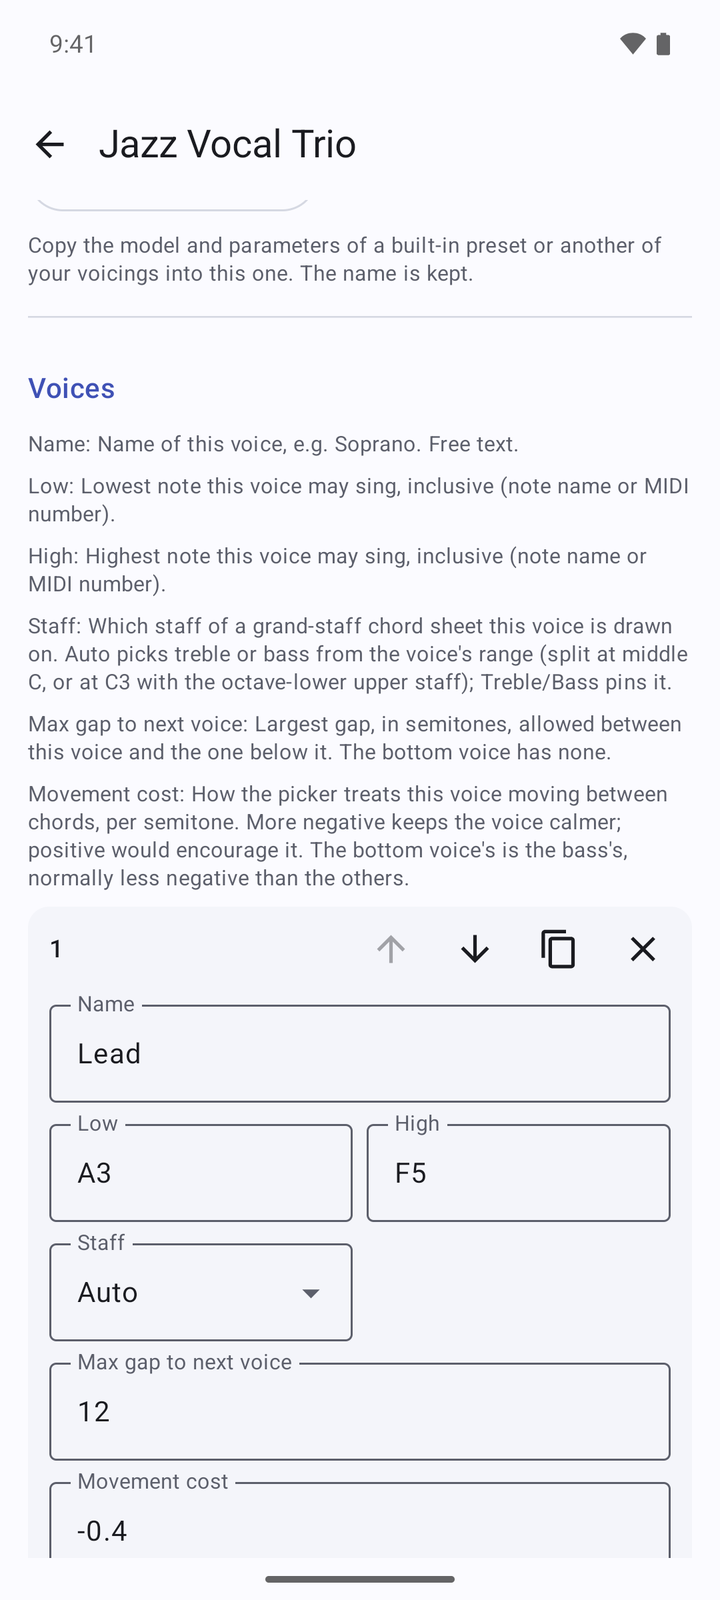 9:41
Jazz Vocal Trio
Copy the model and parameters of a built-in preset or another of
your voicings into this one. The name is kept.
Voices
Name: Name of this voice, e.g. Soprano. Free text.
Low: Lowest note this voice may sing, inclusive (note name or MIDI
number).
High: Highest note this voice may sing, inclusive (note name or
MIDI number).
Staff: Which staff of a grand-staff chord sheet this voice is drawn
on. Auto picks treble or bass from the voice's range (split at middle
C, or at C3 with the octave-lower upper staff); Treble/Bass pins it.
Max gap to next voice: Largest gap, in semitones, allowed between
this voice and the one below it. The bottom voice has none.
Movement cost: How the picker treats this voice moving between
chords, per semitone. More negative keeps the voice calmer;
positive would encourage it. The bottom voice's is the bass's,
normally less negative than the others.
1
Name
Lead
Low
A3
High
F5
Staff
Auto
Max gap to next voice
12
Movement cost
-0.4